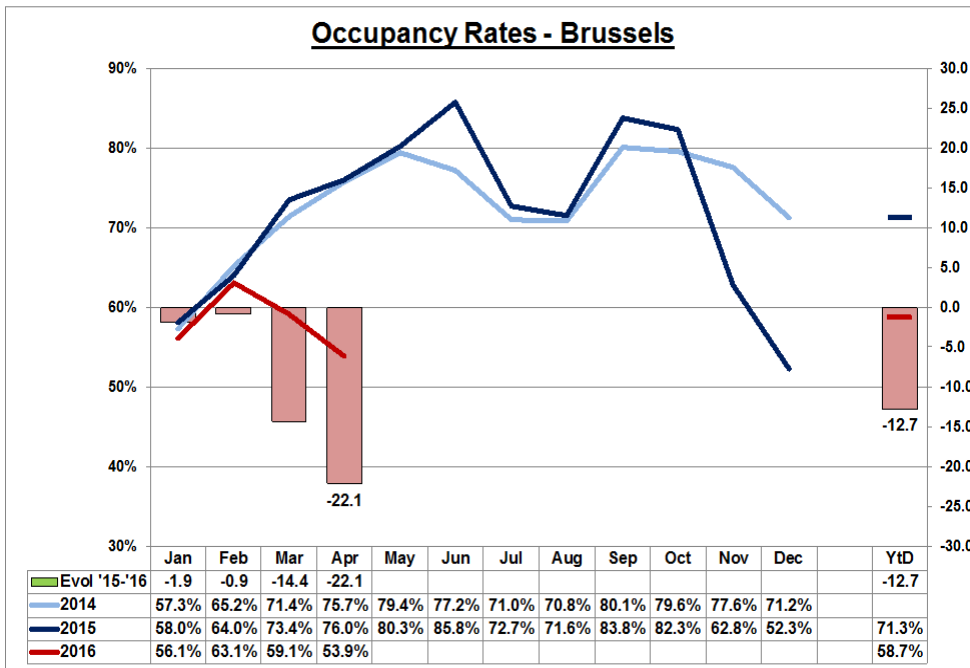 Occupancy Rates - Brussels
90% 30.0
25.0
80% 20.0
15.0
70% 10.0
5.0
60% 0.0
-5.0
50% -10.0
-12.7 -15.0
40% -20.0
-22.1
-25.0
30% -30.0
Jan Feb Mar Apr May Jun Jul Aug Sep Oct Nov Dec YtD
Evol '15-'16 -1.9 -0.9 -14.4 -22.1 -12.7
2014 57.3% 65.2% 71.4% 75.7% 79.4% 77.2% 71.0% 70.8% 80.1% 79.6% 77.6% 71.2%
2015 58.0% 64.0% 73.4% 76.0% 80.3% 85.8% 72.7% 71.6% 83.8% 82.3% 62.8% 52.3% 71.3%
2016 56.1% 63.1% 59.1% 53.9% 58.7%